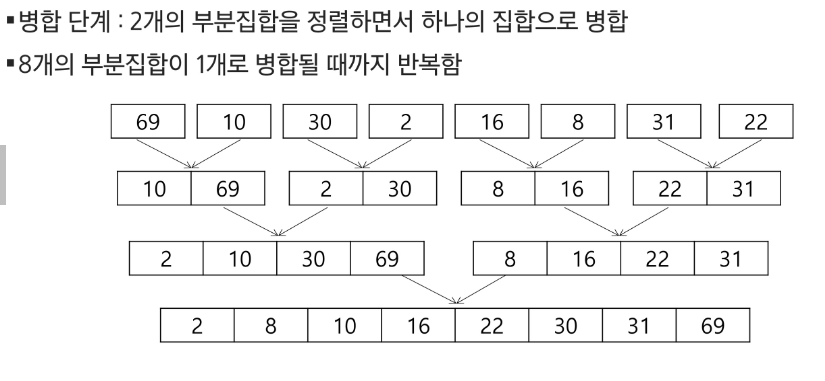 ▪병합 단계 : 2개의 부분집합을 정렬하면서 하나의 집합으로 병합
▪8개의 부분집합이 1개로 병합될 때까지 반복함
69 10 30 2 16 8 31 22
10 69 2 30 8 16 22 31
2 10 30 69 8 16 22 31
2 8 10 16 22 30 31 69